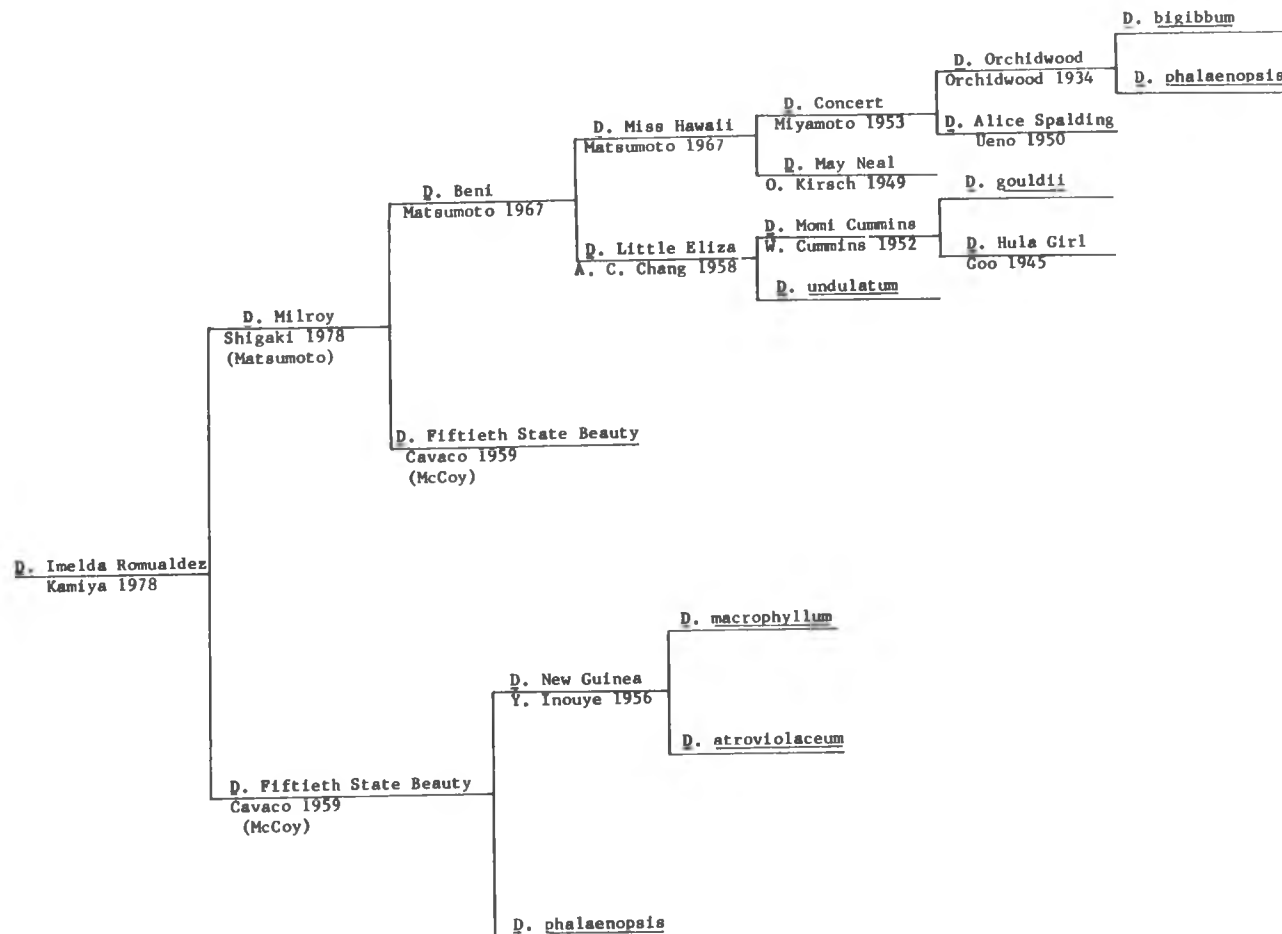 D. bigibbum
D. Orchidwood
Orchidwood 1934
D. phalaenopsis
D. Concert
Miyamoto 1953
D. Alice Spalding
Ueno 1950
D. Miss Hawaii
Matsumoto 1967
D. May Neal
O. Kirsch 1949
D. gouldii
D. Beni
Matsumoto 1967
D. Momi Cummins
W. Cummins 1952
D. Hula Girl
Goo 1945
D. Little Eliza
A. C. Chang 1958
D. undulatum
D. Milroy
Shigaki 1978
(Matsumoto)
D. Fiftieth State Beauty
Cavaco 1959
(McCoy)
D. Imelda Romualdez
Kamiya 1978
D. macrophyllum
D. New Guinea
Y. Inouye 1956
D. atroviolaceum
D. Fiftieth State Beauty
Cavaco 1959
(McCoy)
D. phalaenopsis